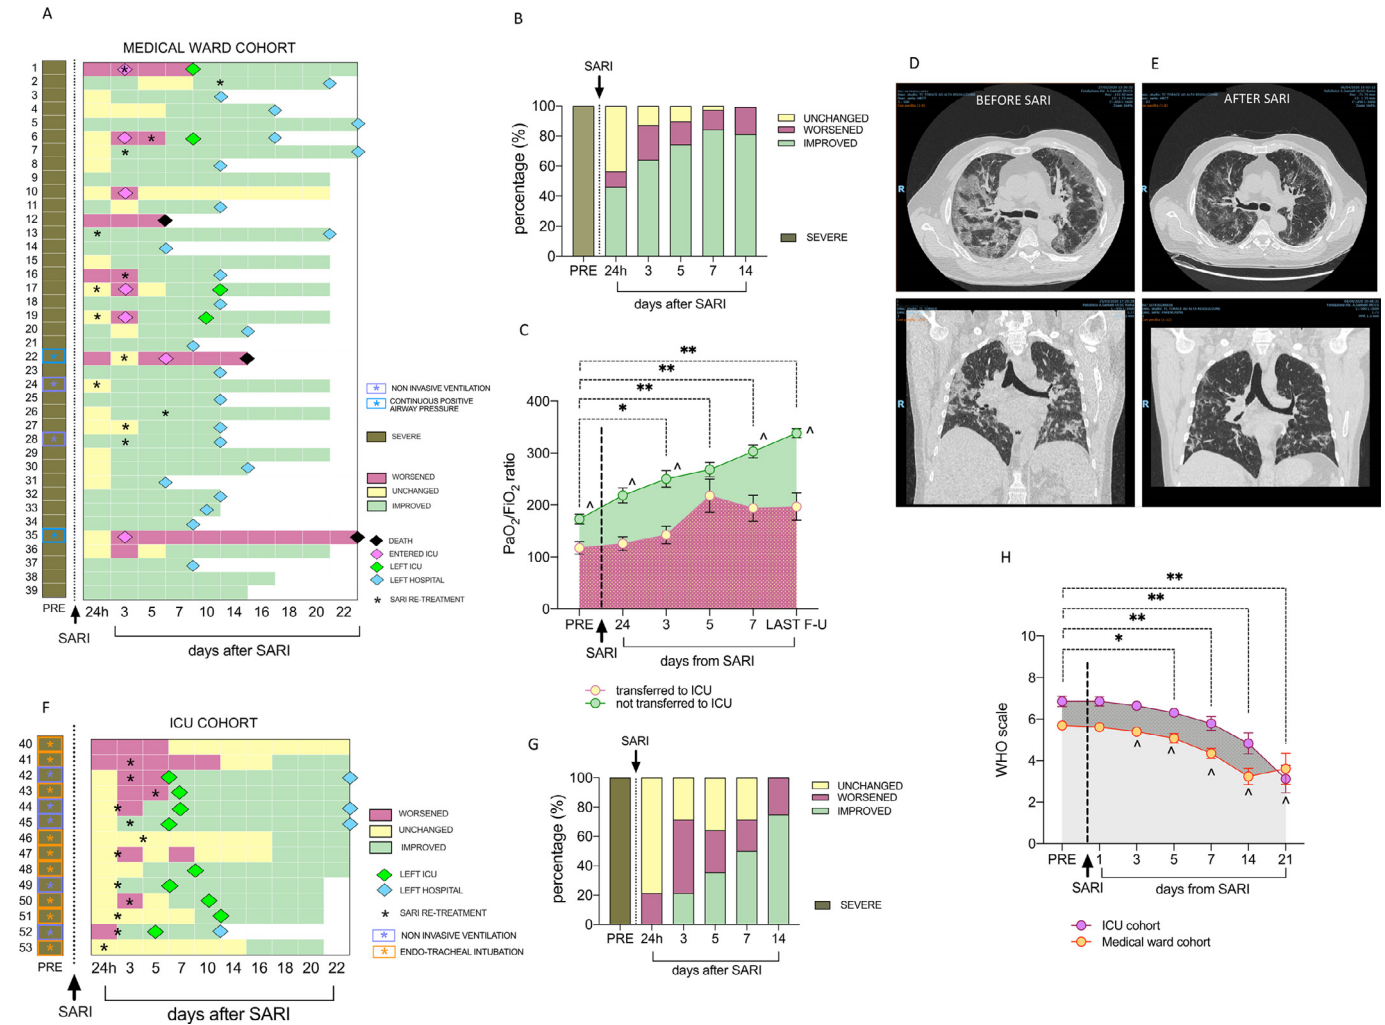 A
MEDICAL WARD COHORT
1
2
3
4
5
6
7
8
9
10
11
12
13
14
15
16
17
18
19
20
21
22
23
24
25
26
27
28
29
30
31
32
33
34
35
36
37
38
39
PRE 24h 3 5 7 10 14 16 18 20 22
SARI
days after SARI
* NON INVASIVE VENTILATION
* CONTINUOUS POSITIVE
AIRWAY PRESSURE
SEVERE
WORSENED
UNCHANGED
IMPROVED
DEATH
ENTERED ICU
LEFT ICU
LEFT HOSPITAL
* SARI RE-TREATMENT
B
SARI
percentage (%)
100
80
60
40
20
0
PRE 24h 3 5 7 14
days after SARI
UNCHANGED
WORSENED
IMPROVED
SEVERE
C
**
**
**
*
PaO2/FiO2 ratio
400
300
200
100
0
PRE 24 3 5 7 LAST F-U
SARI
days from SARI
transferred to ICU
not transferred to ICU
D
BEFORE SARI
R
R
E
AFTER SARI
R
R
F
ICU COHORT
40
41
42
43
44
45
46
47
48
49
50
51
52
53
PRE 24h 3 5 7 10 14 16 18 20 22
SARI
days after SARI
WORSENED
UNCHANGED
IMPROVED
LEFT ICU
LEFT HOSPITAL
* SARI RE-TREATMENT
* NON INVASIVE VENTILATION
* ENDO-TRACHEAL INTUBATION
G
SARI
percentage (%)
100
80
60
40
20
0
PRE 24h 3 5 7 14
days after SARI
UNCHANGED
WORSENED
IMPROVED
SEVERE
H
**
**
**
*
WHO scale
10
8
6
4
2
0
PRE 1 3 5 7 14 21
SARI
days from SARI
ICU cohort
Medical ward cohort